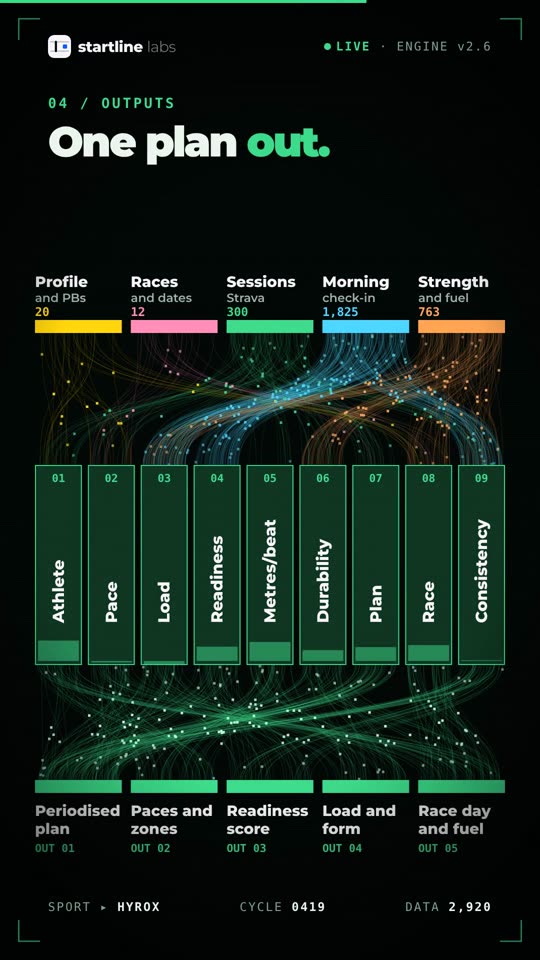 startline labs
LIVE · ENGINE v2.6
04 / OUTPUTS
One plan out.
Profile
and PBs
20
Races
and dates
12
Sessions
Strava
300
Morning
check-in
1,825
Strength
and fuel
763
01
Athlete
02
Pace
03
Load
04
Readiness
05
Metres/beat
06
Durability
07
Plan
08
Race
09
Consistency
Periodised
plan
OUT 01
Paces and
zones
OUT 02
Readiness
score
OUT 03
Load and
form
OUT 04
Race day
and fuel
OUT 05
SPORT ▸ HYROX
CYCLE 0419
DATA 2,920